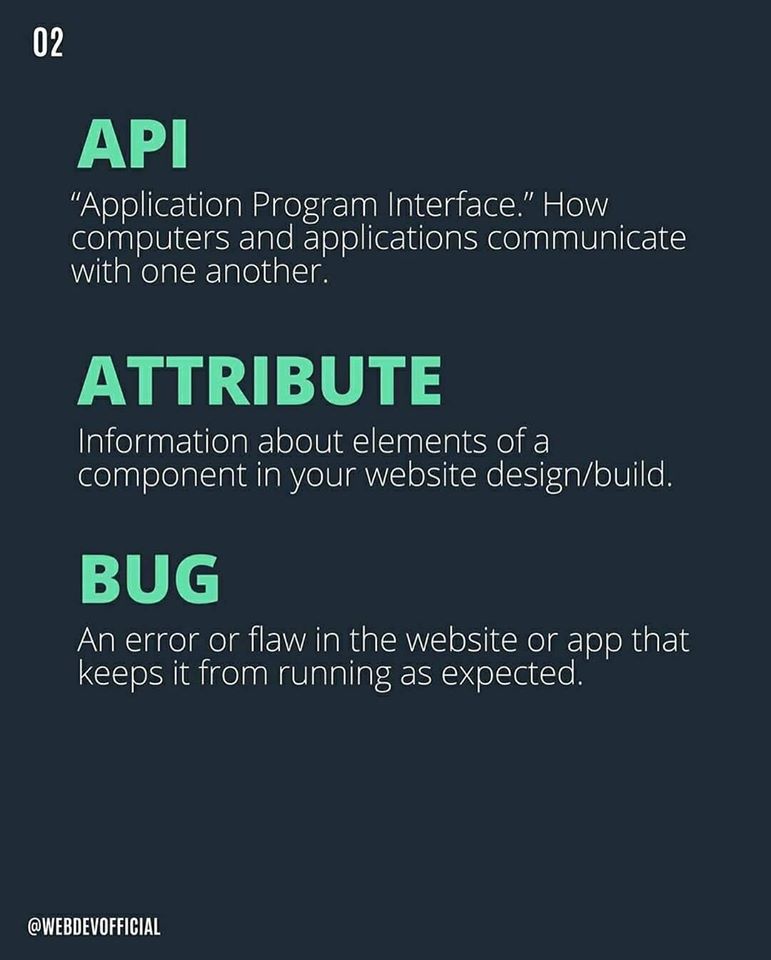 02
API
“Application Program Interface.” How
computers and applications communicate
with one another.
ATTRIBUTE
Information about elements of a
component in your website design/build.
BUG
An error or flaw in the website or app that
keeps it from running as expected.
@WEBDEVOFFICIAL